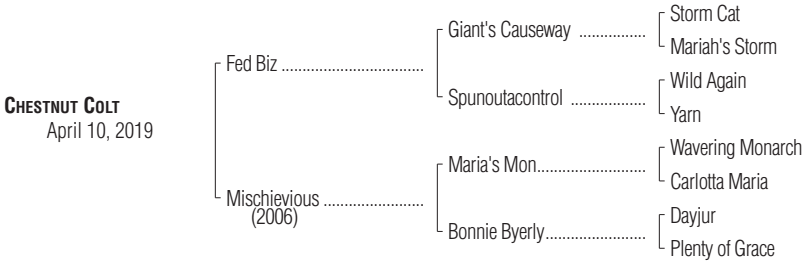 Storm Cat
Giant's Causeway ................
Mariah's Storm
Fed Biz ..................................
Wild Again
Spunoutacontrol ..................
Yarn
CHESTNUT COLT
April 10, 2019
Wavering Monarch
Maria's Mon..........................
Carlotta Maria
Mischievious ........................
(2006)
Dayjur
Bonnie Byerly........................
Plenty of Grace